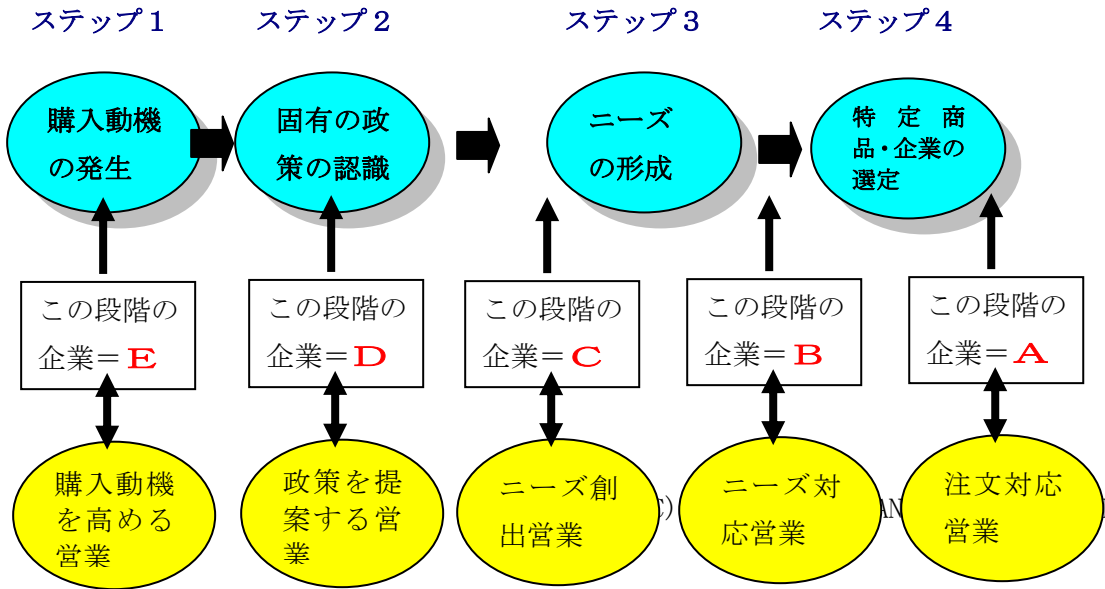 ステップ１ ステップ２ ステップ３ ステップ４
購入動機
の発生
固有の政
策の認識
ニーズ
の形成
特定商
品・企業の
選定
この段階の
企業＝E
この段階の
企業＝D
この段階の
企業＝C
この段階の
企業＝B
この段階の
企業＝A
購入動機
を高める
営業
政策を提
案する営
業
ニーズ創
出営業
C)
ニーズ対
応営業
AN
注文対応
営業